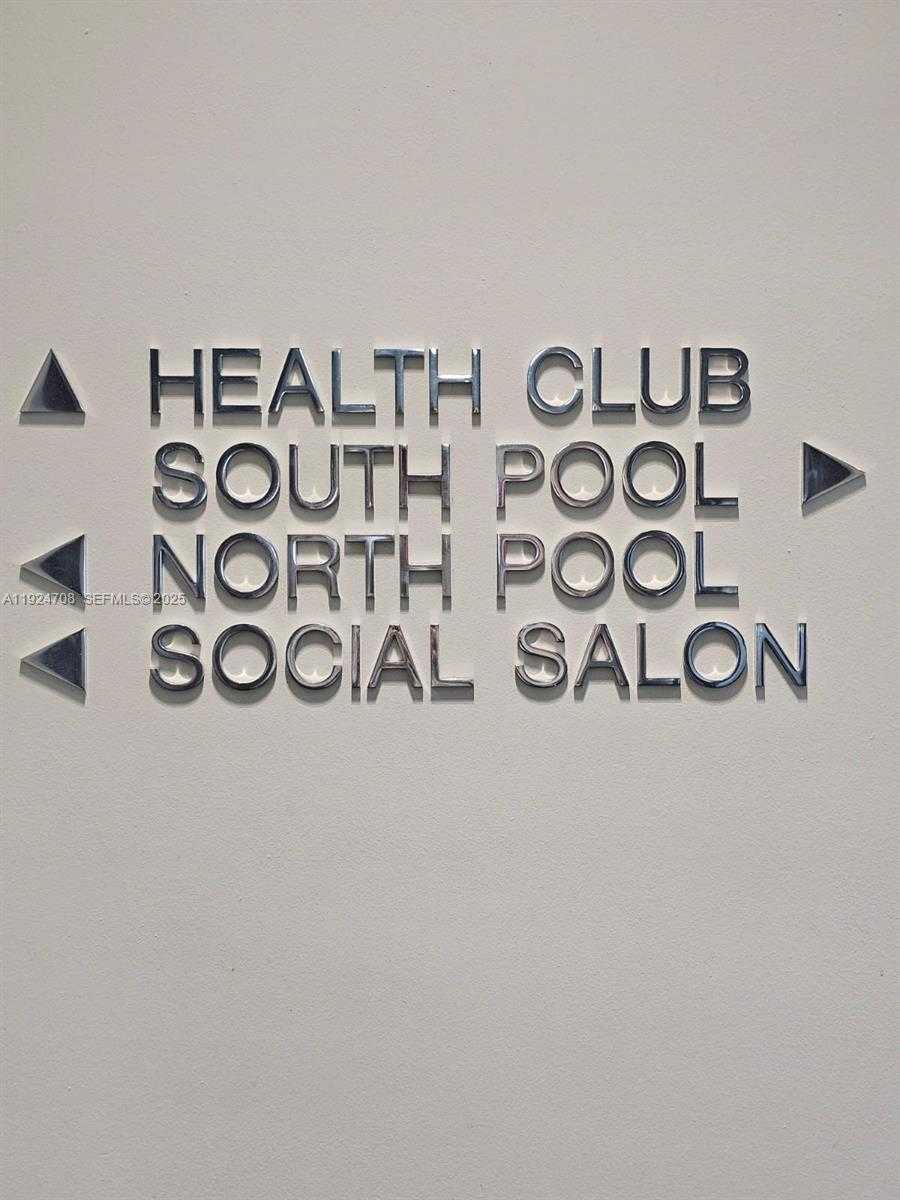 HEALTH CLUB
SOUTH POOL
NORTH POOL
A11924708 SEFMLS© 2025
SOCIAL SALON